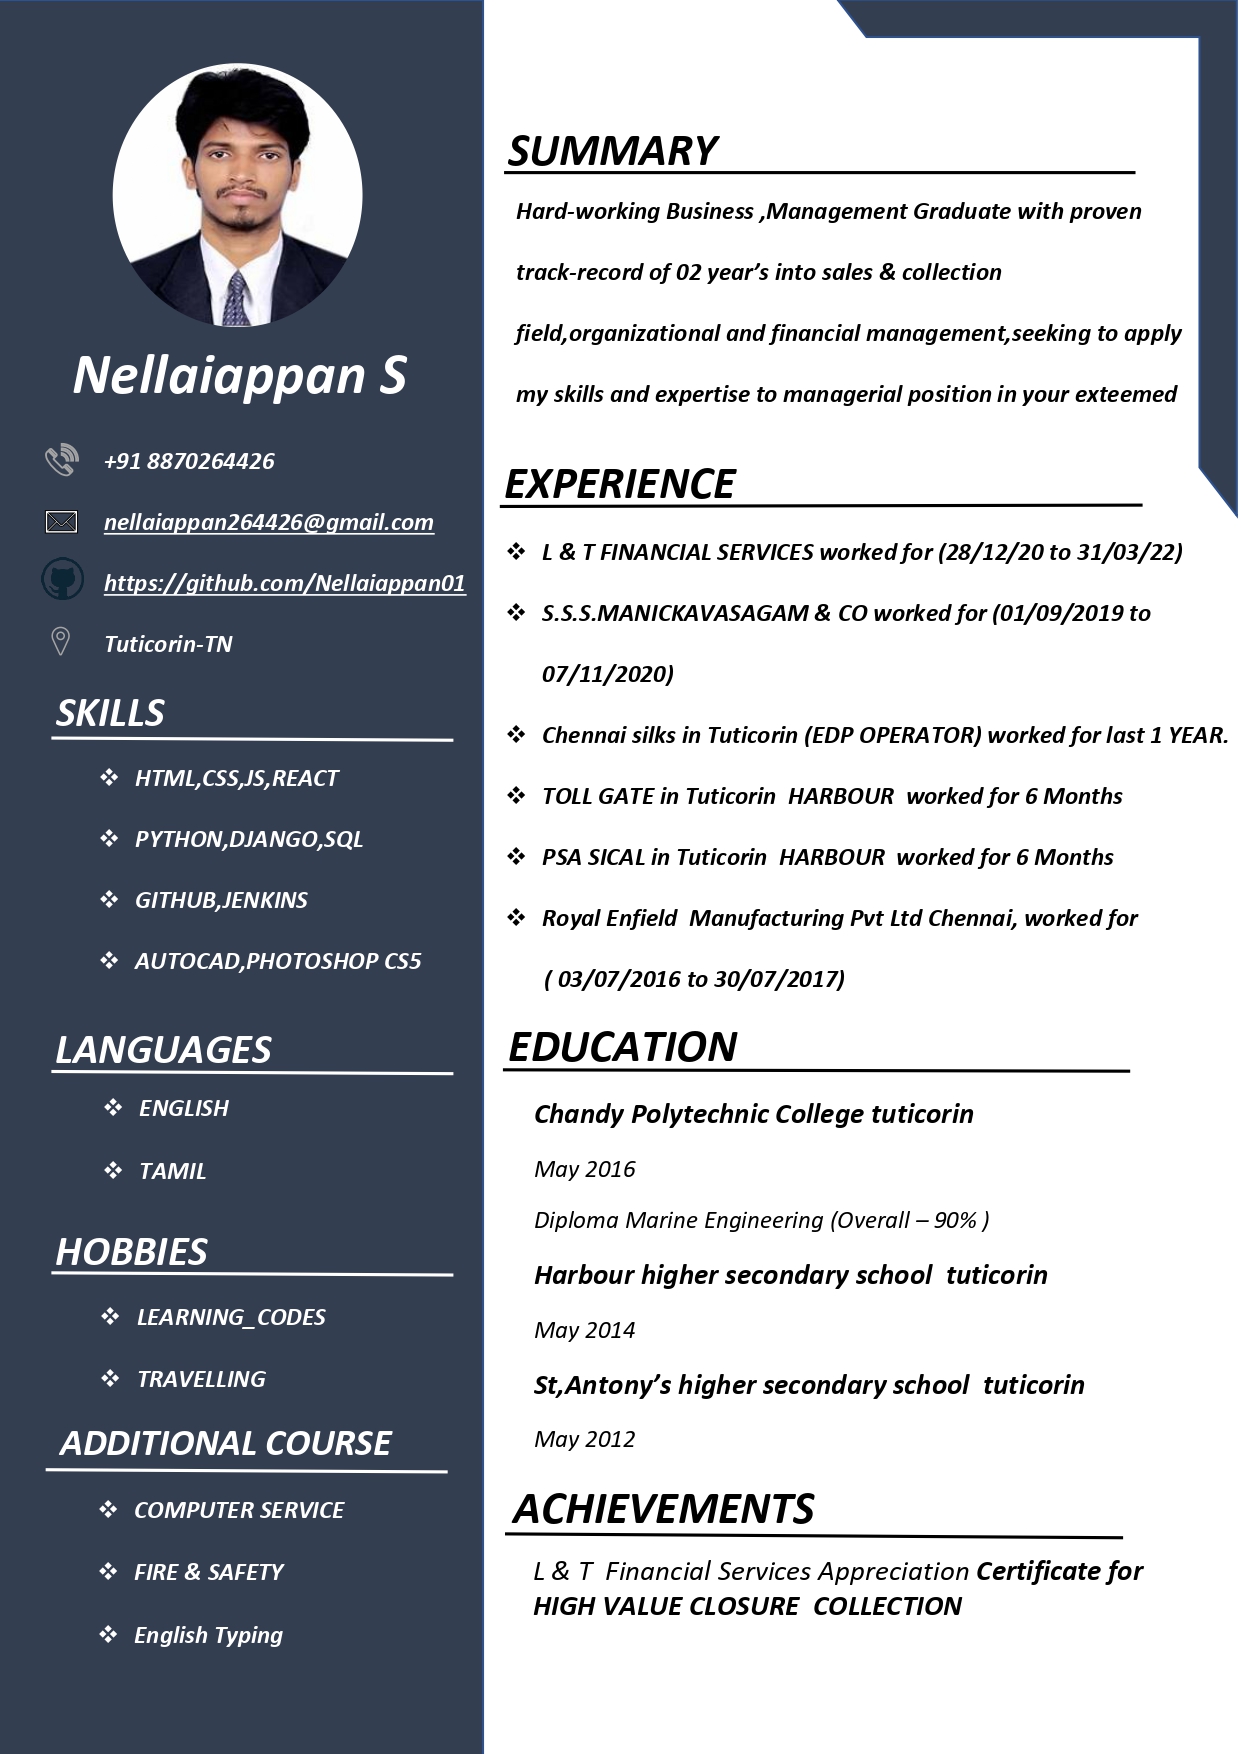 Nellaiappan S
+91 8870264426
nellaiappan264426@gmail.com
https://github.com/Nellaiappan01
Tuticorin-TN
SKILLS
❖ HTML,CSS,JS,REACT
❖ PYTHON,DJANGO,SQL
❖ GITHUB,JENKINS
❖ AUTOCAD,PHOTOSHOP CS5
LANGUAGES
❖ ENGLISH
❖ TAMIL
HOBBIES
❖ LEARNING_CODES
❖ TRAVELLING
ADDITIONAL COURSE
❖ COMPUTER SERVICE
❖ FIRE & SAFETY
❖ English Typing
SUMMARY
Hard-working Business ,Management Graduate with proven
track-record of 02 year’s into sales & collection
field,organizational and financial management,seeking to apply
my skills and expertise to managerial position in your exteemed
EXPERIENCE
❖ L & T FINANCIAL SERVICES worked for (28/12/20 to 31/03/22)
❖ S.S.S.MANICKAVASAGAM & CO worked for (01/09/2019 to
07/11/2020)
❖ Chennai silks in Tuticorin (EDP OPERATOR) worked for last 1 YEAR.
❖ TOLL GATE in Tuticorin HARBOUR worked for 6 Months
❖ PSA SICAL in Tuticorin HARBOUR worked for 6 Months
❖ Royal Enfield Manufacturing Pvt Ltd Chennai, worked for
( 03/07/2016 to 30/07/2017)
EDUCATION
Chandy Polytechnic College tuticorin
May 2016
Diploma Marine Engineering (Overall – 90% )
Harbour higher secondary school tuticorin
May 2014
St,Antony’s higher secondary school tuticorin
May 2012
ACHIEVEMENTS
L & T Financial Services Appreciation Certificate for
HIGH VALUE CLOSURE COLLECTION